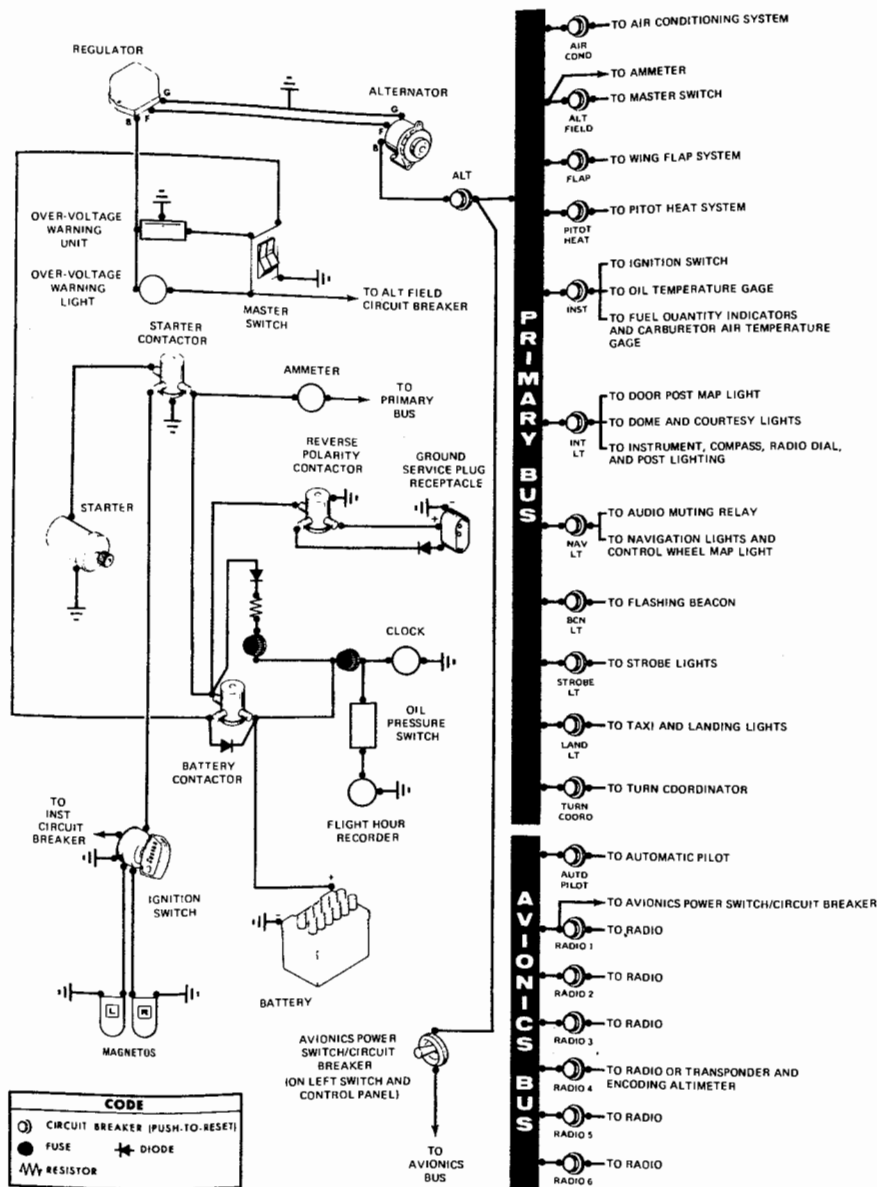 REGULATOR
G
F
B
ALTERNATOR
G
F
B
ALT
OVER-VOLTAGE
WARNING
UNIT
OVER-VOLTAGE
WARNING
LIGHT
MASTER
SWITCH
TO ALT FIELD
CIRCUIT BREAKER
STARTER
CONTACTOR
AMMETER
TO
PRIMARY
BUS
REVERSE
POLARITY
CONTACTOR
GROUND
SERVICE PLUG
RECEPTACLE
-
+
STARTER
CLOCK
OIL
PRESSURE
SWITCH
BATTERY
CONTACTOR
FLIGHT HOUR
RECORDER
TO
INST
CIRCUIT
BREAKER
IGNITION
SWITCH
+
-
BATTERY
L
R
MAGNETOS
AVIONICS POWER
SWITCH/CIRCUIT
BREAKER
(ON LEFT SWITCH AND
CONTROL PANEL)
TO
AVIONICS
BUS
CODE
CIRCUIT BREAKER (PUSH-TO-RESET)
FUSE
DIODE
RESISTOR
PRIMARY BUS
AIR
COND
TO AIR CONDITIONING SYSTEM
TO AMMETER
ALT
FIELD
TO MASTER SWITCH
FLAP
TO WING FLAP SYSTEM
PITOT
HEAT
TO PITOT HEAT SYSTEM
INST
TO IGNITION SWITCH
TO OIL TEMPERATURE GAGE
TO FUEL QUANTITY INDICATORS
AND CARBURETOR AIR TEMPERATURE
GAGE
INT
LT
TO DOOR POST MAP LIGHT
TO DOME AND COURTESY LIGHTS
TO INSTRUMENT, COMPASS, RADIO DIAL,
AND POST LIGHTING
NAV
LT
TO AUDIO MUTING RELAY
TO NAVIGATION LIGHTS AND
CONTROL WHEEL MAP LIGHT
BCN
LT
TO FLASHING BEACON
STROBE
LT
TO STROBE LIGHTS
LAND
LT
TO TAXI AND LANDING LIGHTS
TURN
COORD
TO TURN COORDINATOR
AVIONICS BUS
AUTO
PILOT
TO AUTOMATIC PILOT
TO AVIONICS POWER SWITCH/CIRCUIT BREAKER
RADIO 1
TO RADIO
RADIO 2
TO RADIO
RADIO 3
TO RADIO
RADIO 4
TO RADIO OR TRANSPONDER AND
ENCODING ALTIMETER
RADIO 5
TO RADIO
RADIO 6
TO RADIO